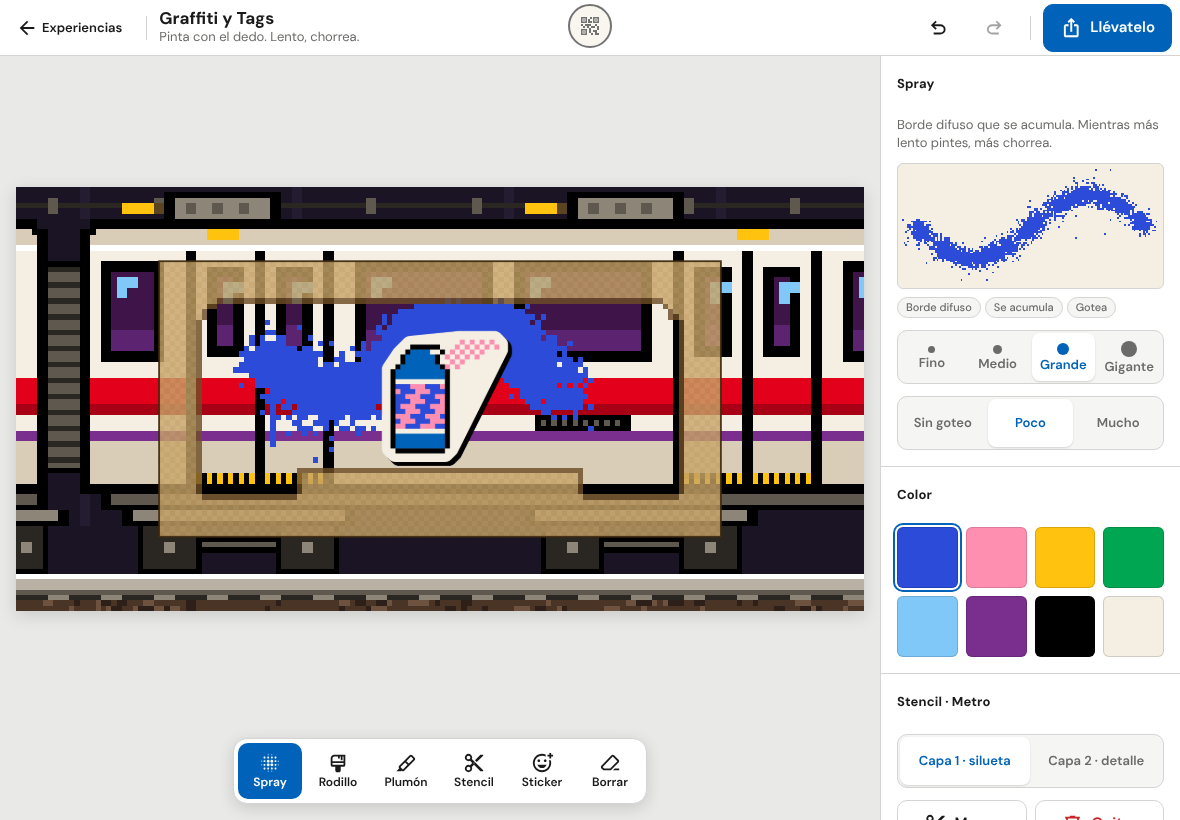 Experiencias
Graffiti y Tags
Pinta con el dedo. Lento, chorrea.
Llévatelo
Spray
Borde difuso que se acumula. Mientras más
lento pintes, más chorrea.
Borde difuso
Se acumula
Gotea
Fino
Medio
Grande
Gigante
Sin goteo
Poco
Mucho
Color
Stencil · Metro
Capa 1 · silueta
Capa 2 · detalle
Spray
Rodillo
Plumón
Stencil
Sticker
Borrar